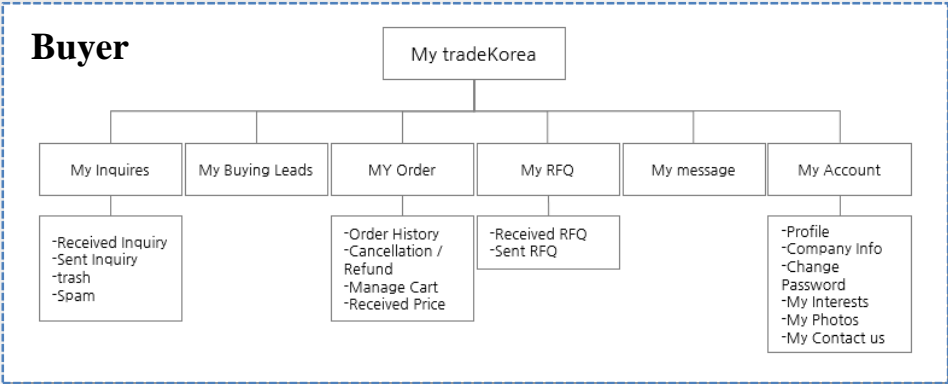 Buyer
My tradeKorea
My Inquires
My Buying Leads
MY Order
My RFQ
My message
My Account
-Received Inquiry
-Sent Inquiry
-trash
-Spam
-Order History
-Cancellation /
Refund
-Manage Cart
-Received Price
-Received RFQ
-Sent RFQ
-Profile
-Company Info
-Change
Password
-My Interests
-My Photos
-My Contact us